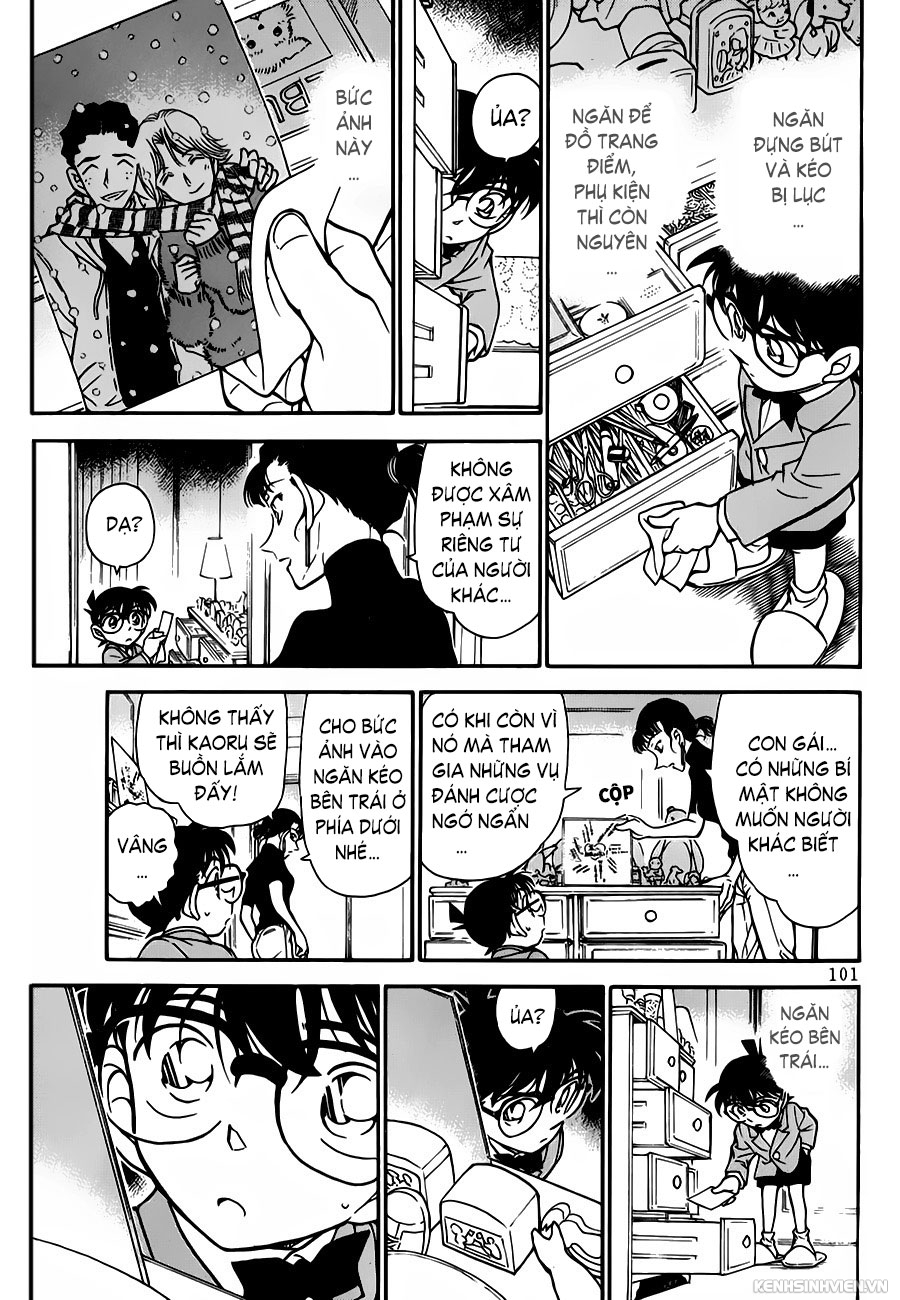 NGĂN
ĐỰNG BÚT
VÀ KÉO
BỊ LỤC
...
NGĂN ĐỂ
ĐỒ TRANG
ĐIỂM,
PHỤ KIỆN
THÌ CÒN
NGUYÊN
...
ỦA?
BỨC
ẢNH
NÀY
...
KHÔNG
ĐƯỢC XÂM
PHẠM SỰ
RIÊNG TƯ
CỦA NGƯỜI
KHÁC...
DẠ?
CON GÁI...
CÓ NHỮNG BÍ
MẬT KHÔNG
MUỐN NGƯỜI
KHÁC BIẾT
...
CỘP
CÓ KHI CÒN VÌ
NÓ MÀ THAM
GIA NHỮNG VỤ
ĐÁNH CƯỢC
NGỚ NGẨN
...
CHO BỨC
ẢNH VÀO
NGĂN KÉO
BÊN TRÁI Ở
PHÍA DƯỚI
NHÉ...
KHÔNG THẤY
THÌ KAORU SẼ
BUỒN LẮM
ĐẤY!
VÂNG
...
101
NGĂN
KÉO BÊN
TRÁI...
ỦA?
KENHSINHVIEN.VN